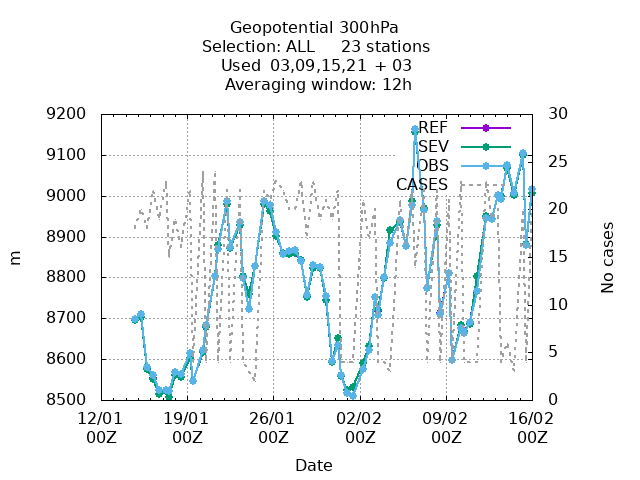 Geopotential 300hPa
Selection: ALL 23 stations
Used 03,09,15,21 + 03
Averaging window: 12h
9200
9100
9000
8900
8800
8700
8600
8500
m
REF
SEV
OBS
CASES
30
25
20
15
10
5
0
No cases
12/01 19/01 26/01 02/02 09/02 16/02
00Z 00Z 00Z 00Z 00Z 00Z
Date